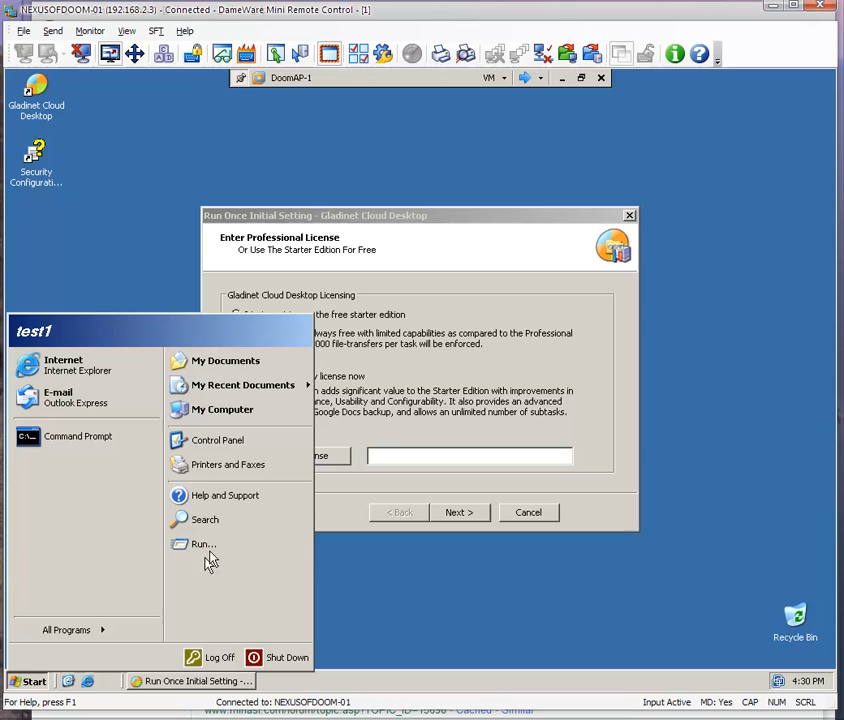 NEXUSOFDOOM-01 (192.168.2.3) - Connected - DameWare Mini Remote Control - [1]
File Send Monitor View SFT Help
DoomAP-1
VM
Gladinet Cloud
Desktop
Security
Configurati...
Run Once Initial Setting - Gladinet Cloud Desktop
Enter Professional License
Or Use The Starter Edition For Free
Gladinet Cloud Desktop Licensing
the free starter edition
lways free with limited capabilities as compared to the Professional
000 file-transfers per task will be enforced.
license now
n adds significant value to the Starter Edition with improvements in
ance, Usability and Configurability. It also provides an advanced
Google Docs backup, and allows an unlimited number of subtasks.
nse
< Back
Next >
Cancel
test1
Internet
Internet Explorer
E-mail
Outlook Express
Command Prompt
All Programs
My Documents
My Recent Documents
My Computer
Control Panel
Printers and Faxes
Help and Support
Search
Run...
Log Off
Shut Down
Recycle Bin
Start
Run Once Initial Setting -...
4:30 PM
For Help, press F1
Connected to: NEXUSOFDOOM-01
Input Active
MD: Yes
CAP
NUM
SCRL